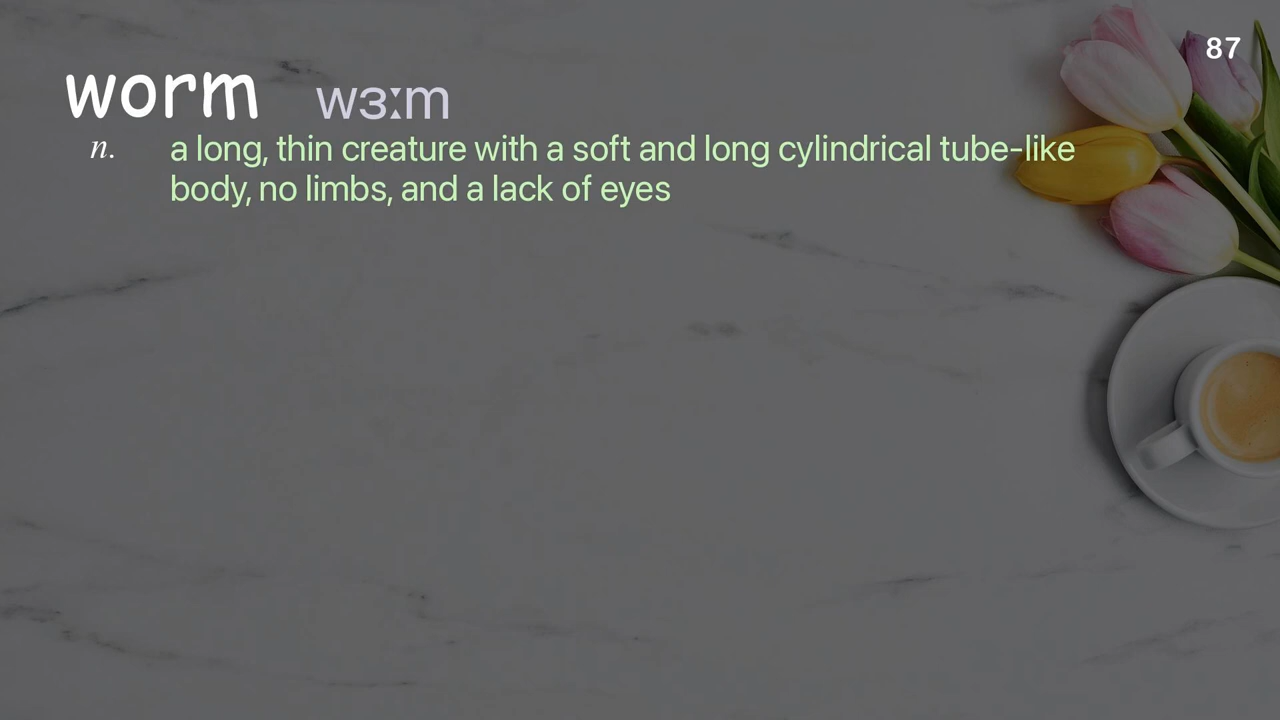 87
worm wɜːm
n. a long, thin creature with a soft and long cylindrical tube-like
body, no limbs, and a lack of eyes